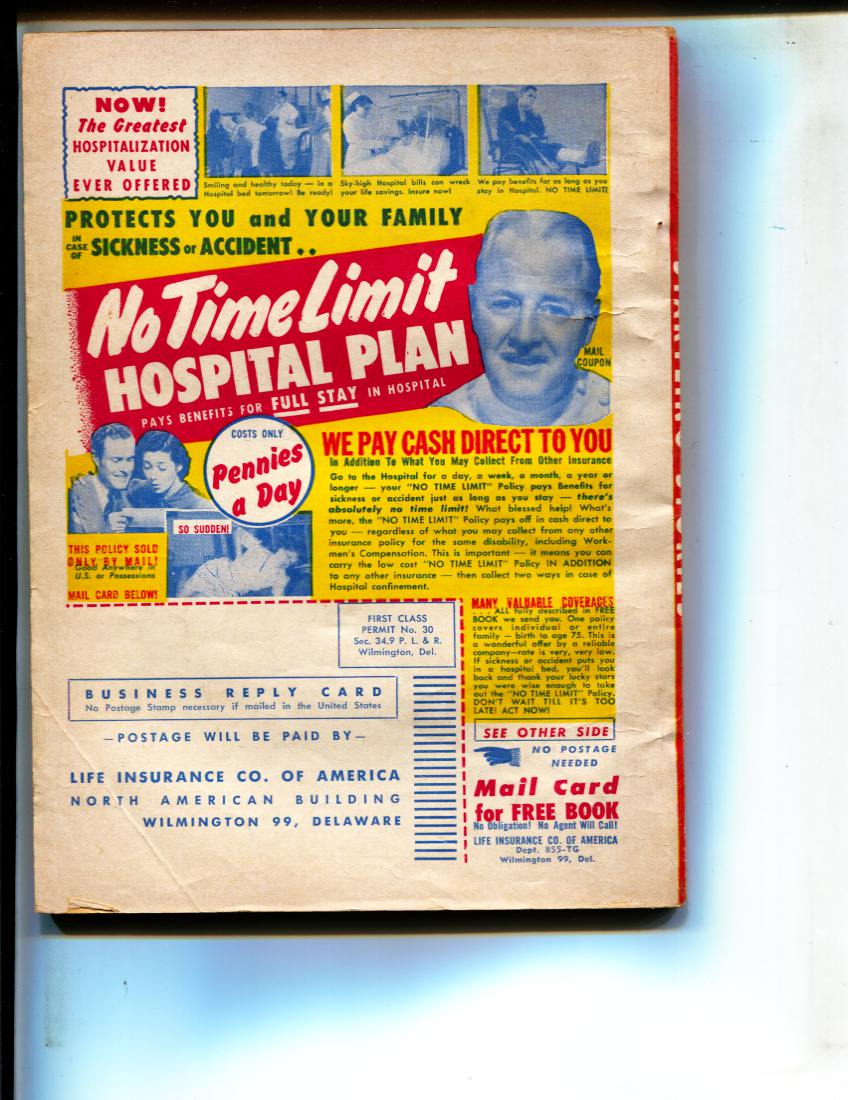 NOW!
The Greatest
HOSPITALIZATION
VALUE
EVER OFFERED
Smiling and healthy today — in a
Hospital bed tomorrow! Be ready!
Sky-high Hospital bills can wreck
your life savings. Insure now!
We pay benefits for as long as you
stay in Hospital. NO TIME LIMIT!
PROTECTS YOU and YOUR FAMILY
IN CASE OF SICKNESS or ACCIDENT..
No Time Limit
HOSPITAL PLAN
PAYS BENEFITS FOR FULL STAY IN HOSPITAL
MAIL
COUPON
COSTS ONLY
Pennies
a Day
SO SUDDEN!
THIS POLICY SOLD
ONLY BY MAIL!
Good Anywhere in
U.S. or Possessions
MAIL CARD BELOW!
WE PAY CASH DIRECT TO YOU
In Addition To What You May Collect From Other Insurance
Go to the Hospital for a day, a week, a month, a year or
longer — your "NO TIME LIMIT" Policy pays Benefits for
sickness or accident just as long as you stay — there's
absolutely no time limit! What blessed help! What's
more, the "NO TIME LIMIT" Policy pays off in cash direct to
you — regardless of what you may collect from any other
insurance policy for the same disability, including Work-
men's Compensation. This is important — it means you can
carry the low cost "NO TIME LIMIT" Policy IN ADDITION
to any other insurance — then collect two ways in case of
Hospital confinement.
MANY VALUABLE COVERAGES
. . . ALL fully described in FREE
BOOK we send you. One policy
covers individual or entire
family — birth to age 75. This is
a wonderful offer by a reliable
company—rate is very, very low.
If sickness or accident puts you
in a hospital bed, you'll look
back and thank your lucky stars
you were wise enough to take
out the "NO TIME LIMIT" Policy.
DON'T WAIT TILL IT'S TOO
LATE! ACT NOW!
SEE OTHER SIDE
NO POSTAGE
NEEDED
Mail Card
for FREE BOOK
No Obligation! No Agent Will Call!
LIFE INSURANCE CO. OF AMERICA
Dept. 855-TG
Wilmington 99, Del.
FIRST CLASS
PERMIT No. 30
Sec. 34.9 P. L. & R.
Wilmington, Del.
BUSINESS REPLY CARD
No Postage Stamp necessary if mailed in the United States
—POSTAGE WILL BE PAID BY—
LIFE INSURANCE CO. OF AMERICA
NORTH AMERICAN BUILDING
WILMINGTON 99, DELAWARE